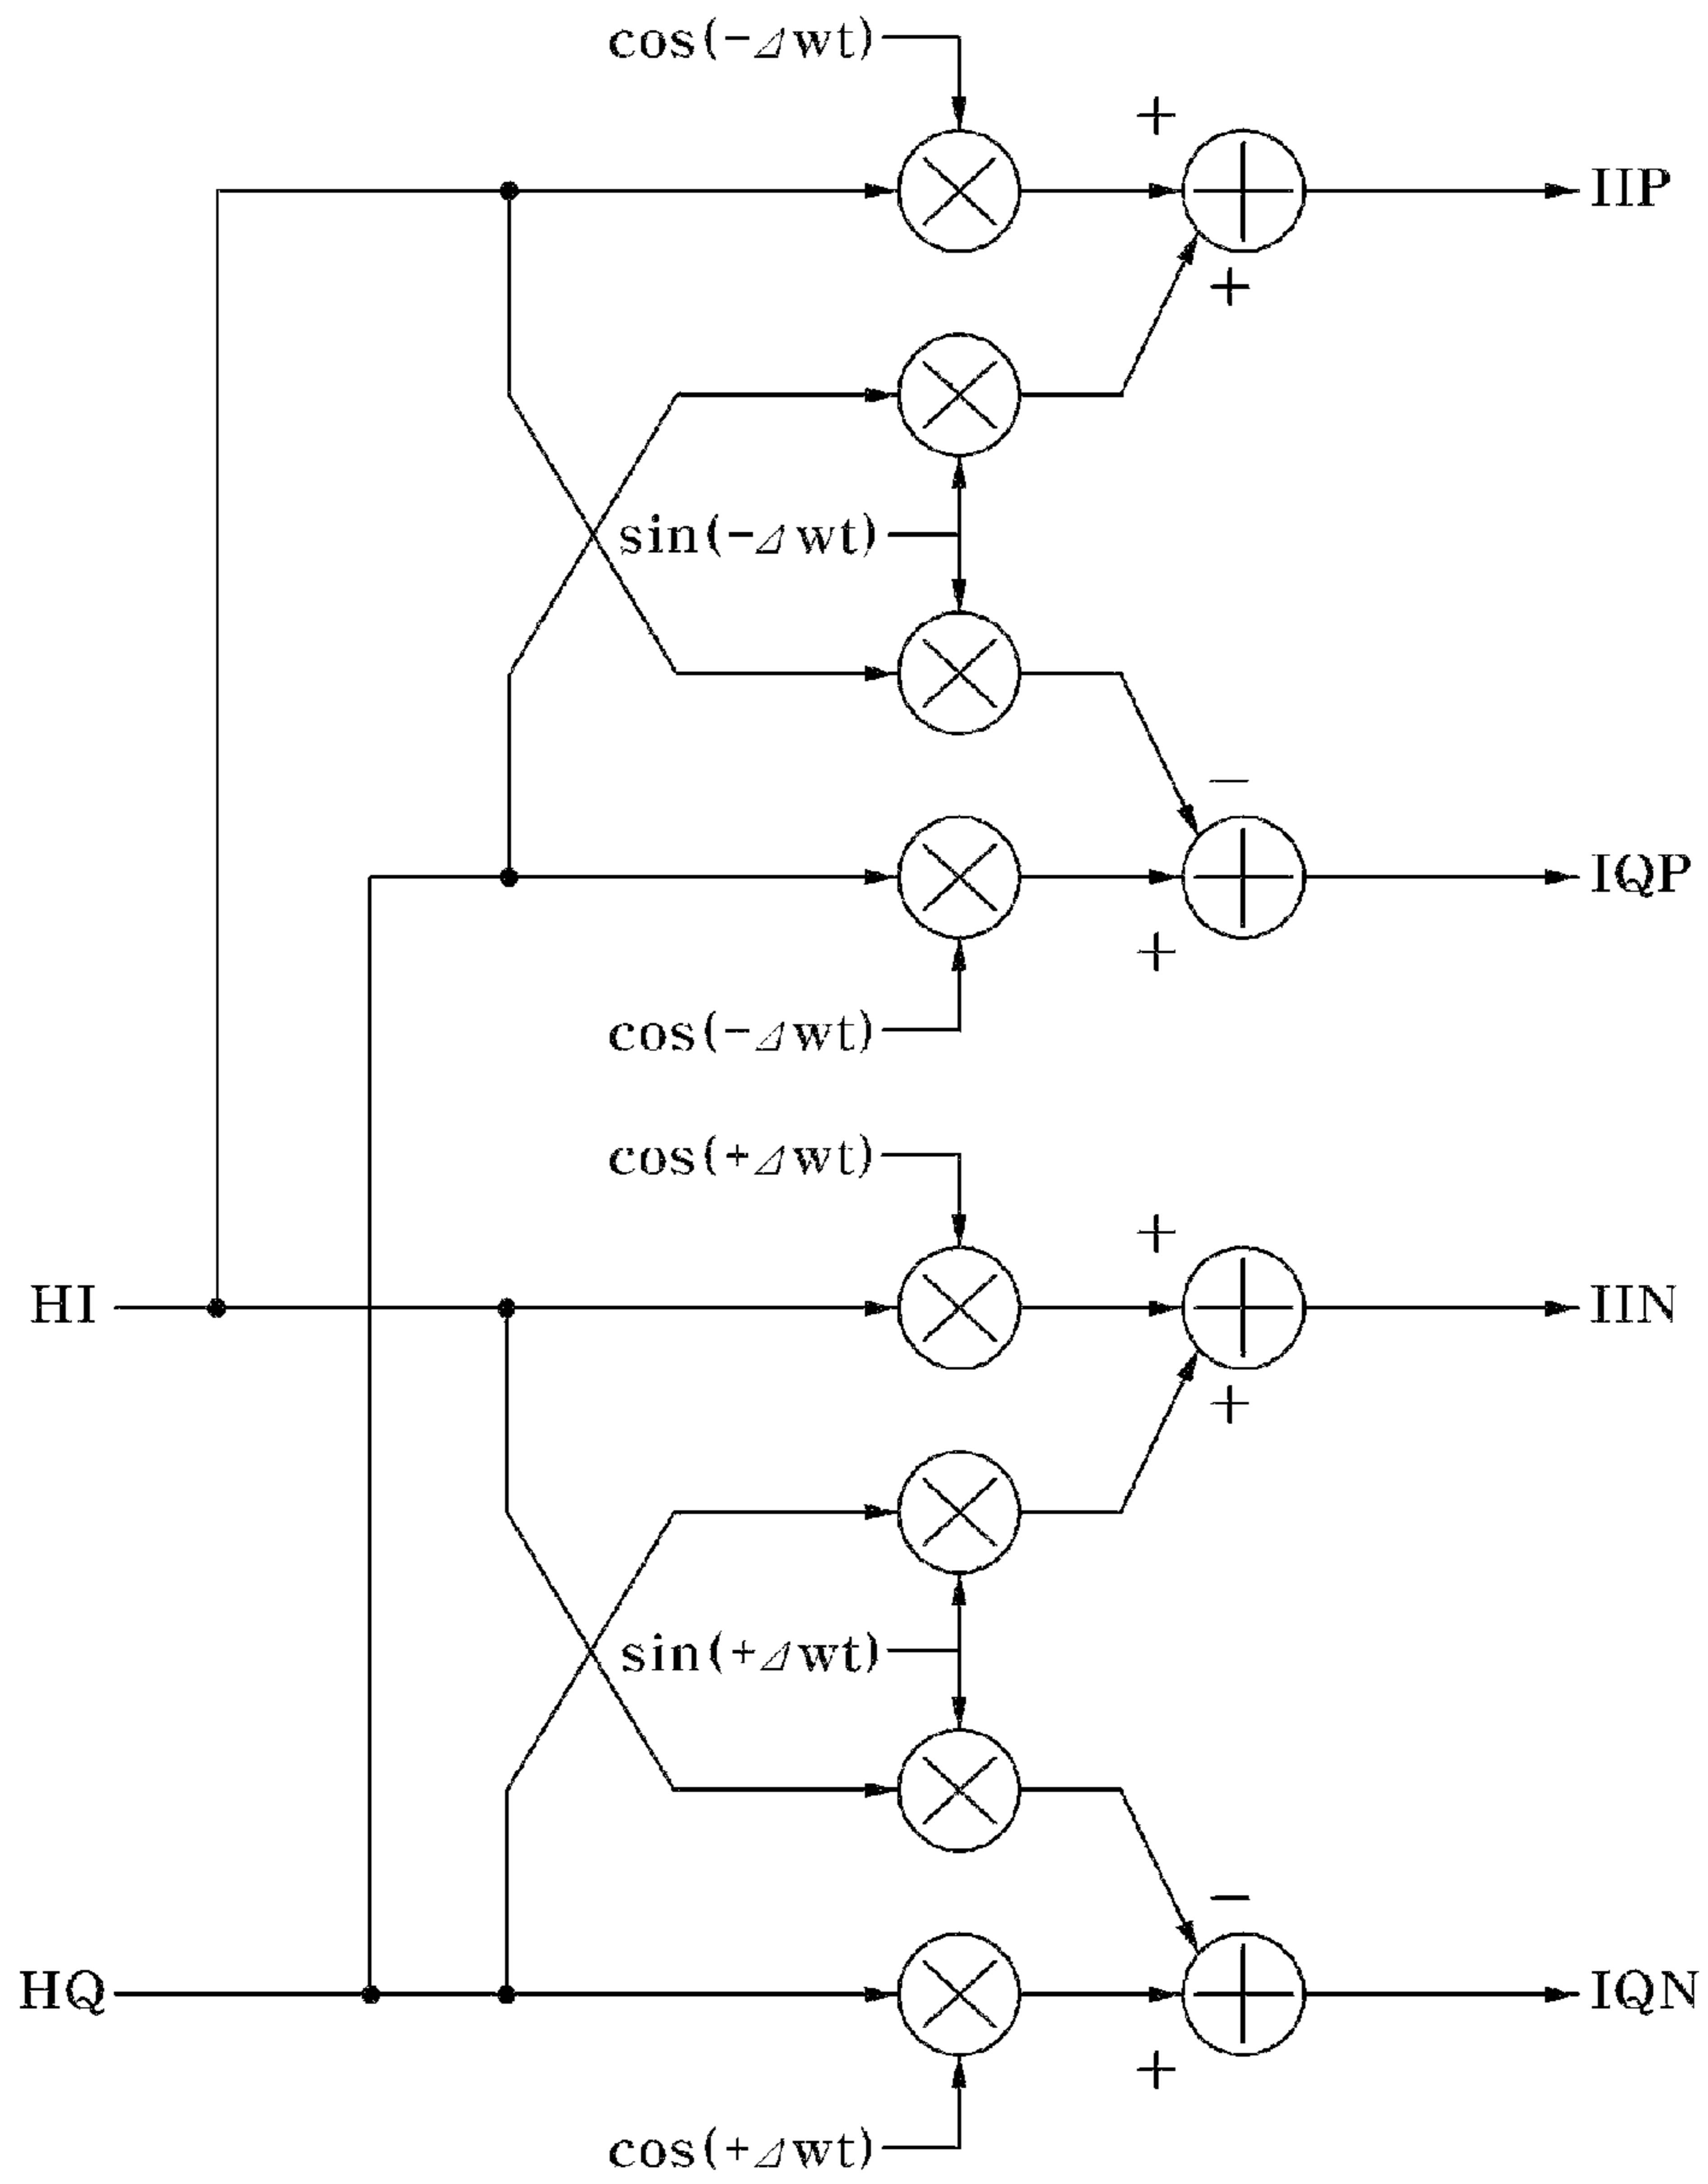 cos(-⊿wt)
+
IIP
+
sin(-⊿wt)
−
IQP
+
cos(-⊿wt)
cos(+⊿wt)
+
HI
IIN
+
sin(+⊿wt)
−
HQ
IQN
+
cos(+⊿wt)